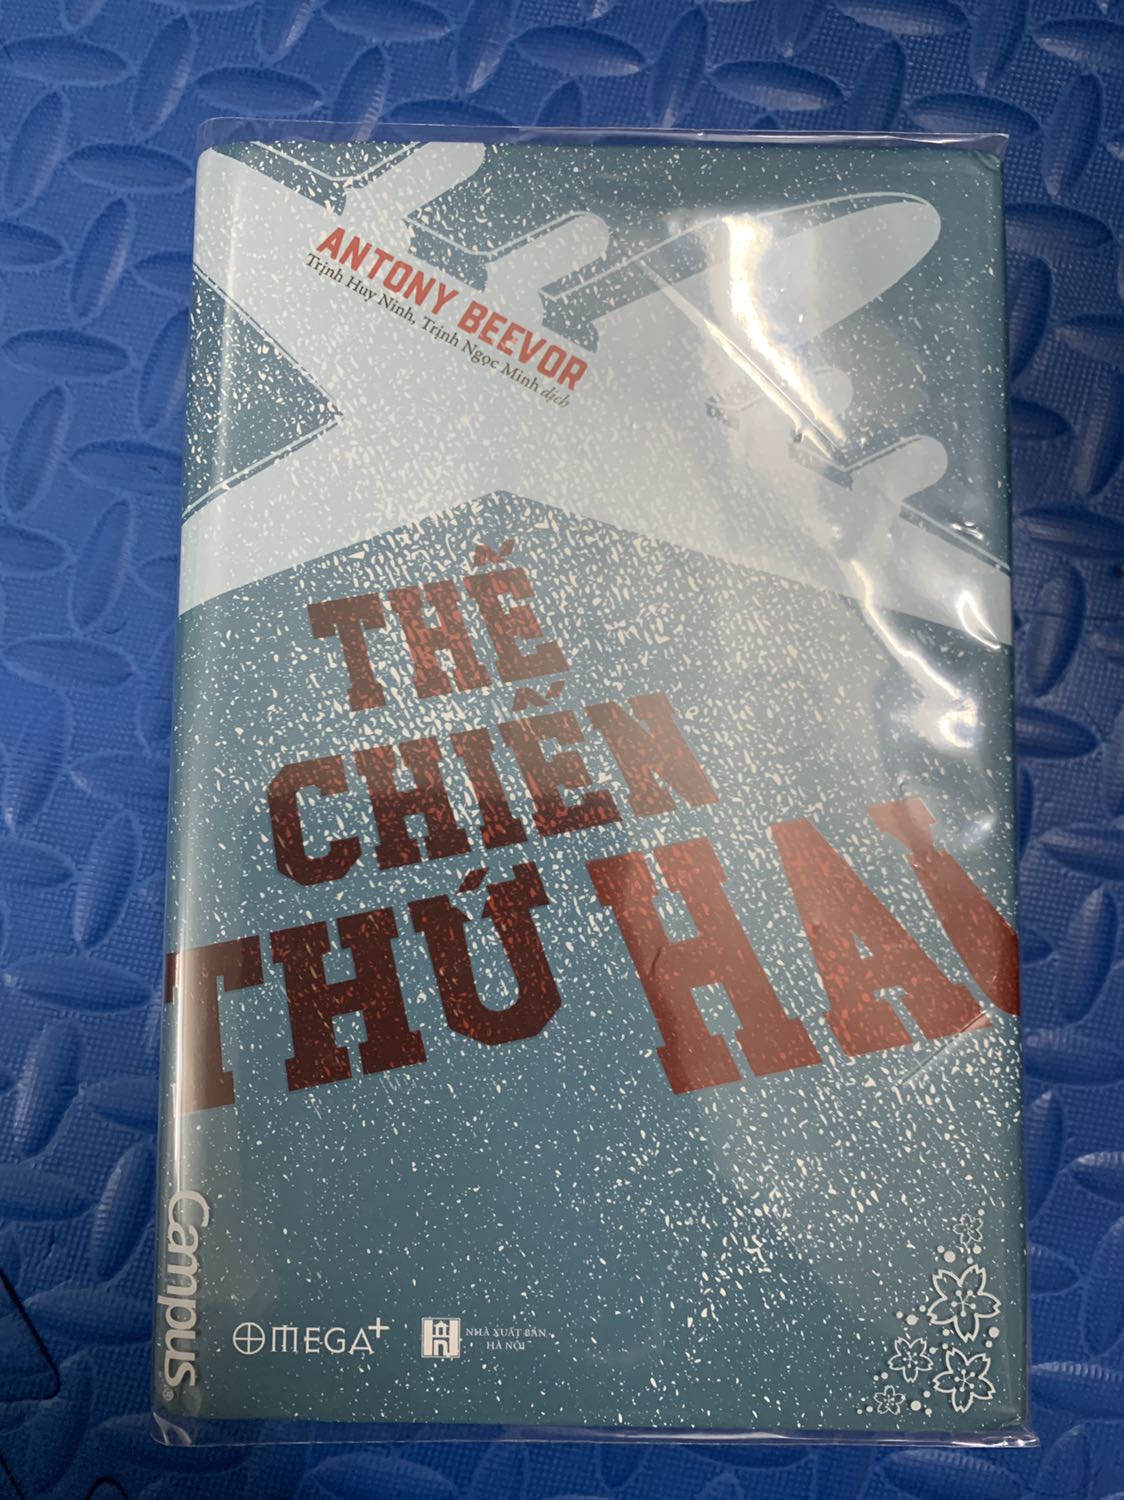 ANTONY BEEVOR
Trịnh Huy Ninh, Trịnh Ngọc Minh dịch
THẾ
CHIẾN
THỨ HAI
Campus®
OMEGA+
NHÀ XUẤT BẢN
HÀ NỘI